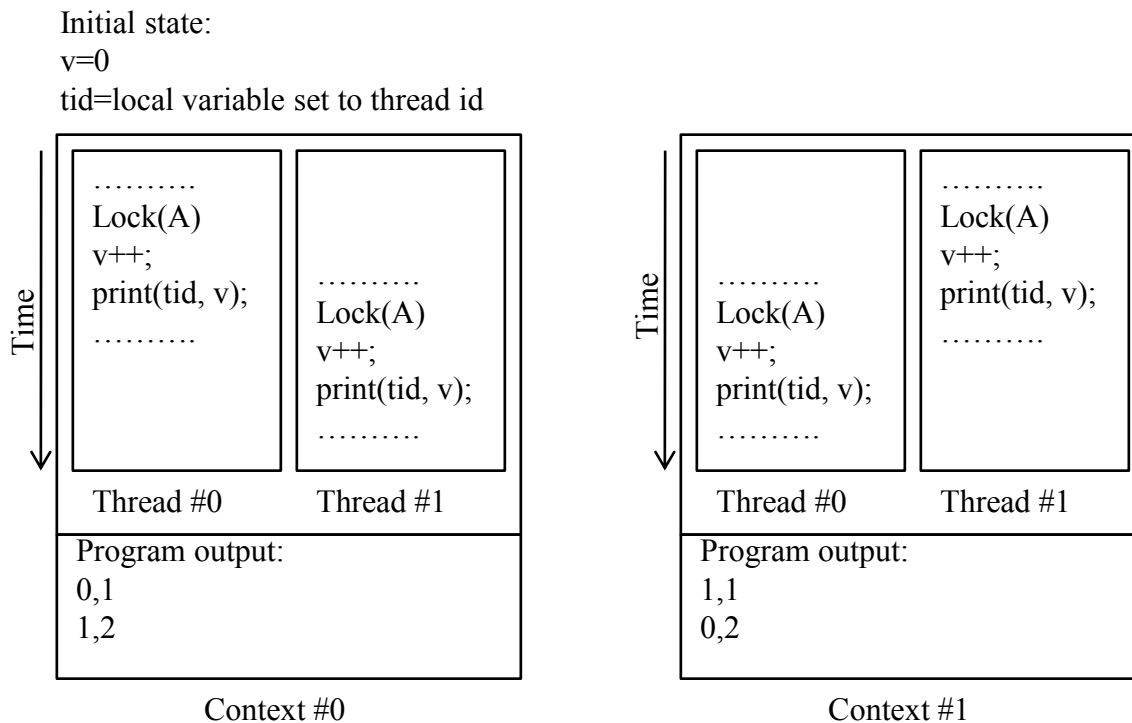 Initial state:
v=0
tid=local variable set to thread id
Time
……….
Lock(A)
v++;
print(tid, v);
……….
Thread #0
……….
Lock(A)
v++;
print(tid, v);
……….
Thread #1
Program output:
0,1
1,2
Context #0
Time
……….
Lock(A)
v++;
print(tid, v);
……….
Thread #0
……….
Lock(A)
v++;
print(tid, v);
……….
Thread #1
Program output:
1,1
0,2
Context #1